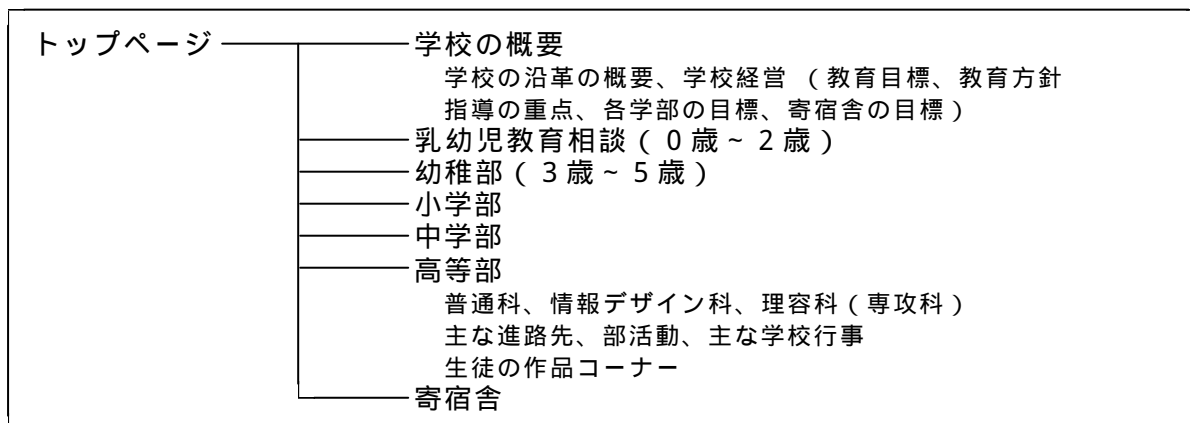 トップページ
学校の概要
学校の沿革の概要、学校経営 (教育目標、教育方針
指導の重点、各学部の目標、寄宿舎の目標)
乳幼児教育相談(0歳~2歳)
幼稚部(3歳~5歳)
小学部
中学部
高等部
普通科、情報デザイン科、理容科(専攻科)
主な進路先、部活動、主な学校行事
生徒の作品コーナー
寄宿舎